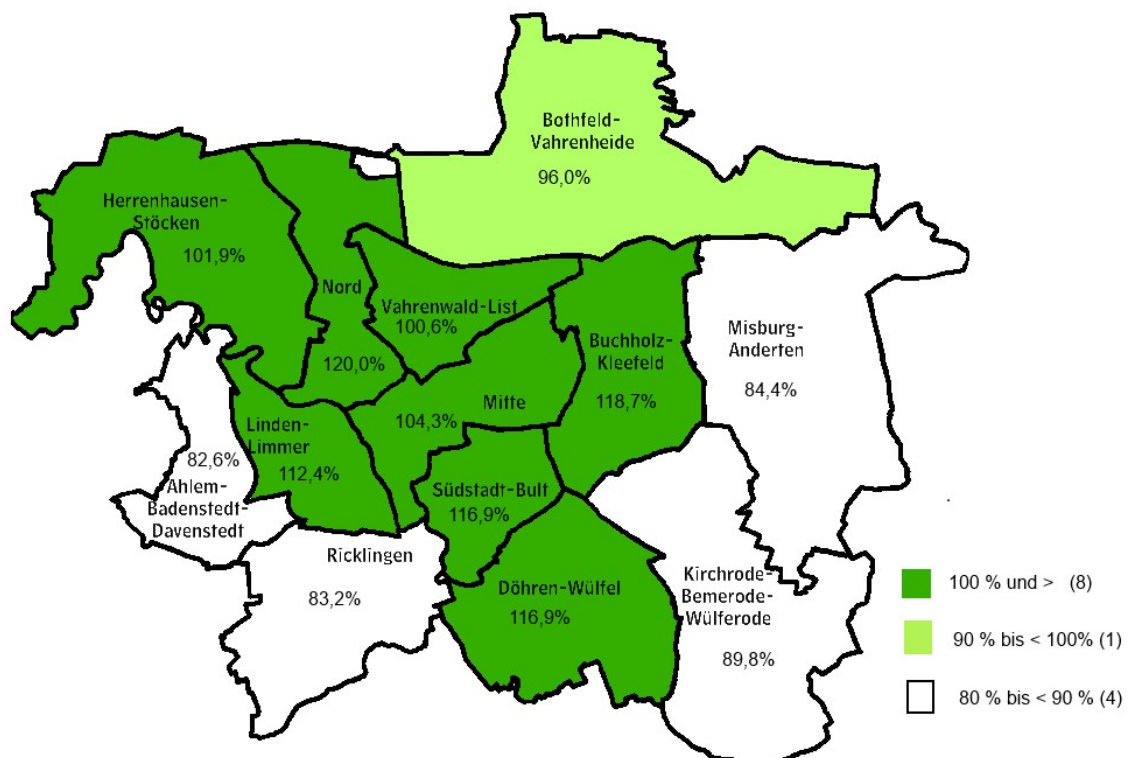 Bothfeld-
Vahrenheide
96,0%
Herrenhausen-
Stöcken
101,9%
Nord
120,0%
Vahrenwald-List
100,6%
Buchholz-
Kleefeld
118,7%
Misburg-
Anderten
84,4%
Mitte
104,3%
Linden-
Limmer
112,4%
82,6%
Ahlem-
Badenstedt-
Davenstedt
Südstadt-Bult
116,9%
Ricklingen
83,2%
Döhren-Wülfel
116,9%
Kirchrode-
Bemerode-
Wülferode
89,8%
100 % und > (8)
90 % bis < 100% (1)
80 % bis < 90 % (4)